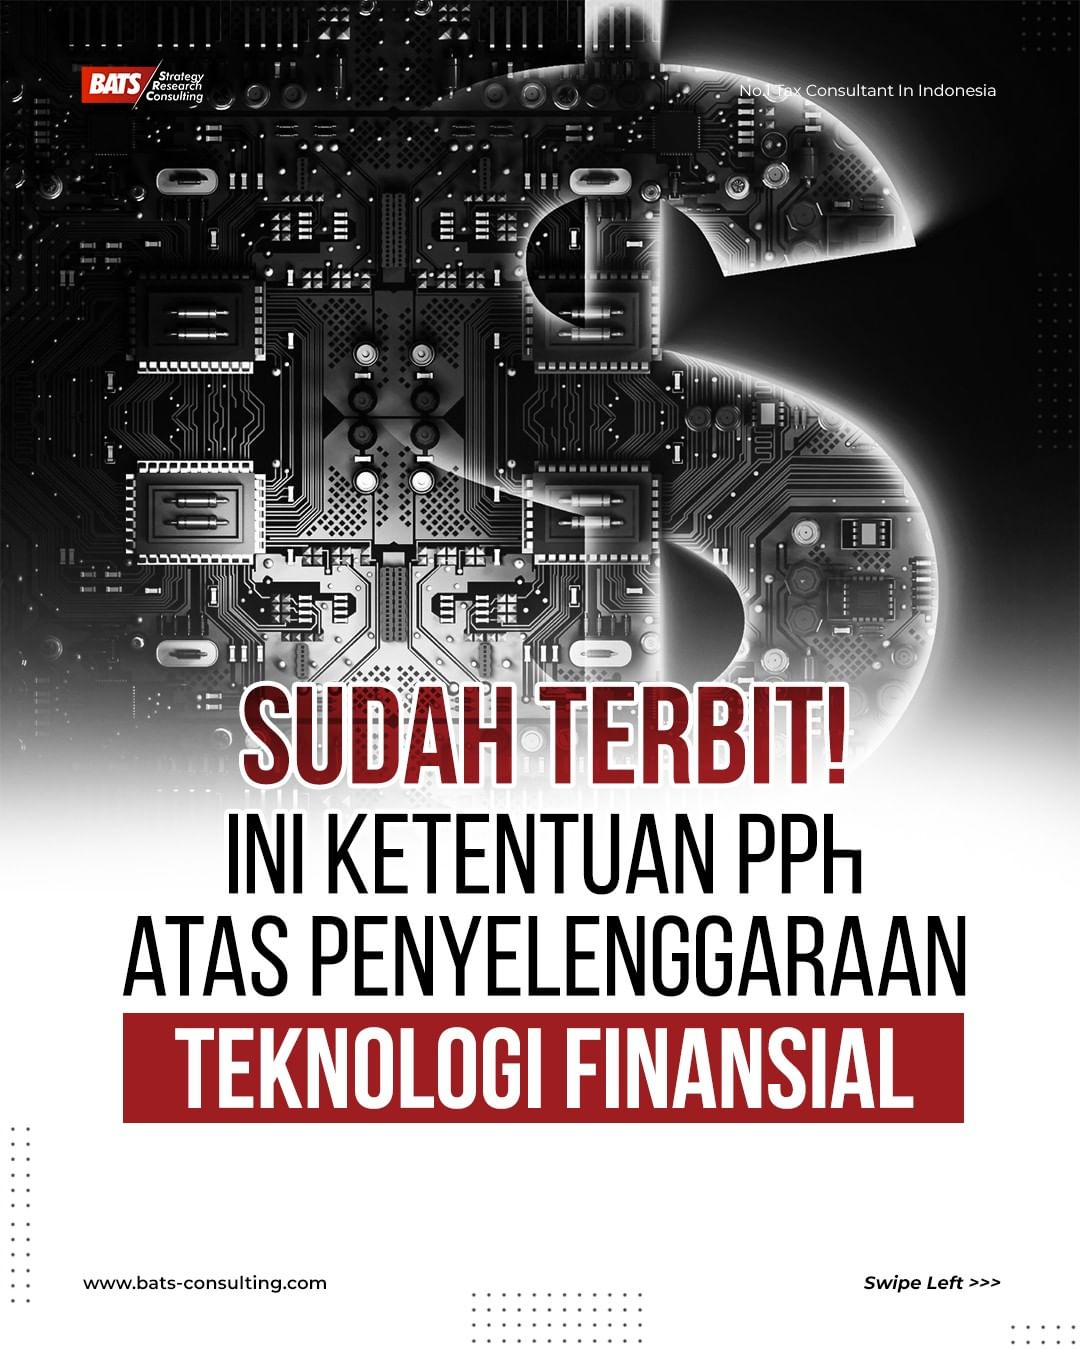 BATS Strategy
Research
Consulting
No.1 Tax Consultant In Indonesia
SUDAH TERBIT!
INI KETENTUAN PPh
ATAS PENYELENGGARAAN
TEKNOLOGI FINANSIAL
www.bats-consulting.com
Swipe Left >>>